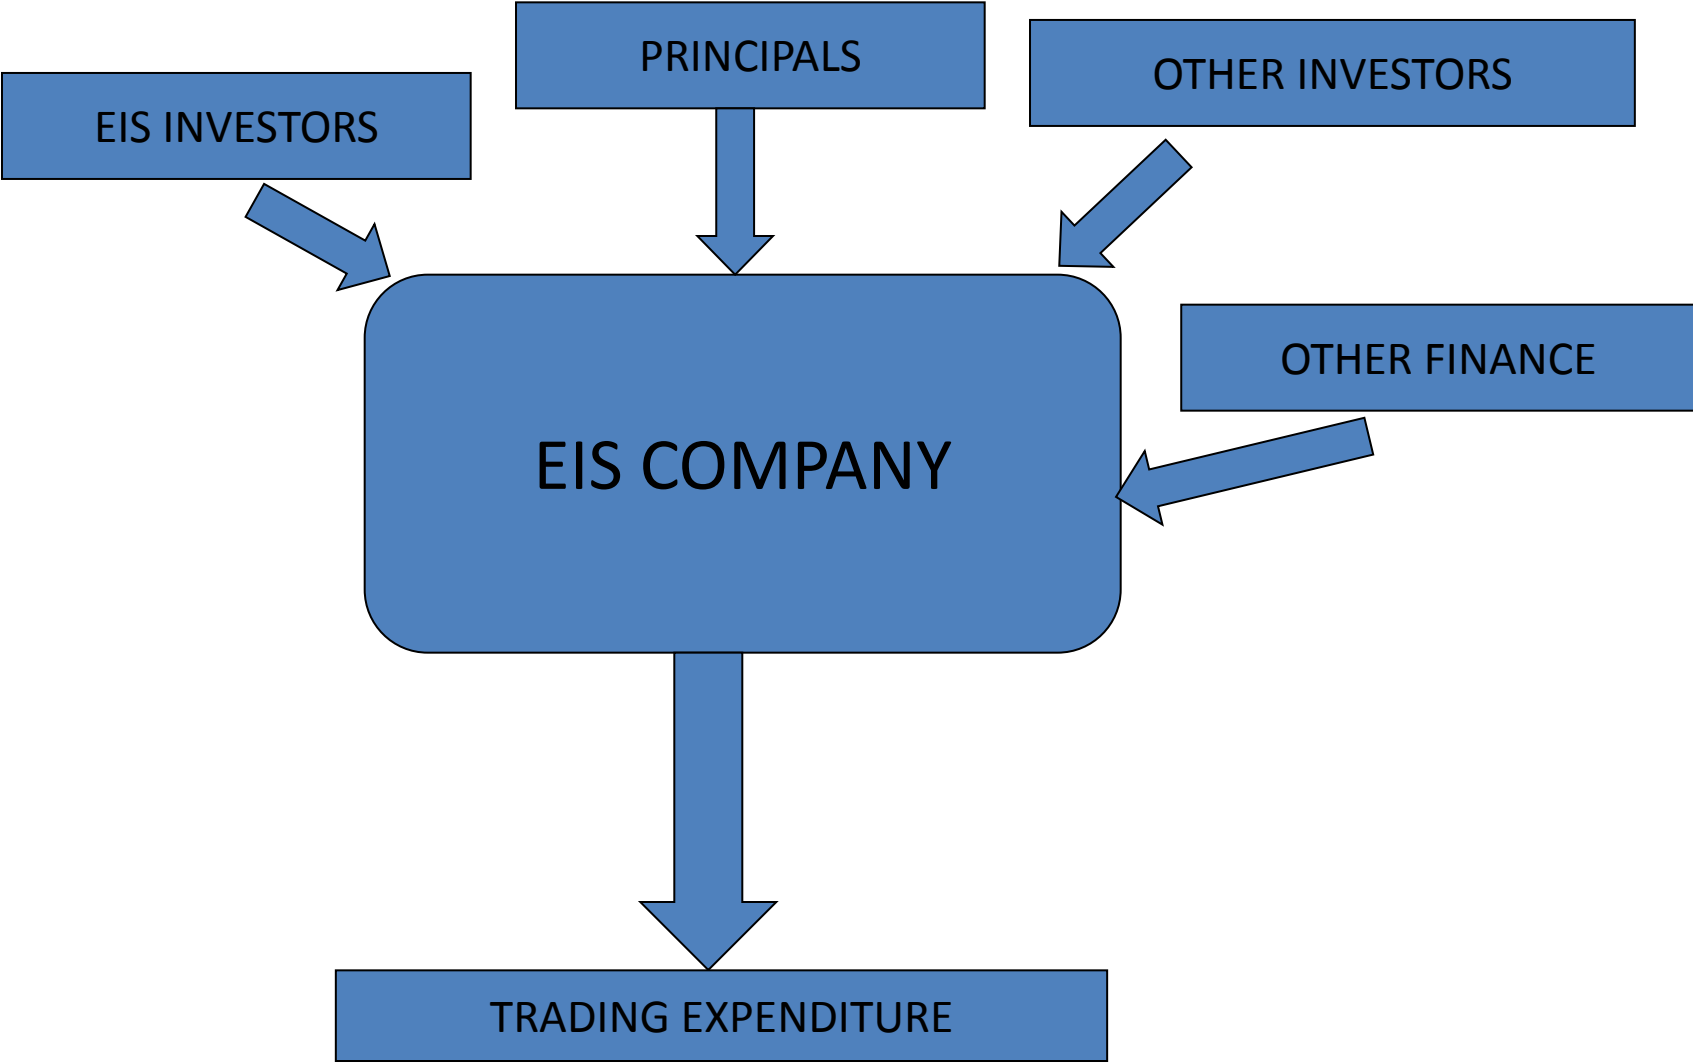 PRINCIPALS
OTHER INVESTORS
EIS INVESTORS
OTHER FINANCE
EIS COMPANY
TRADING EXPENDITURE